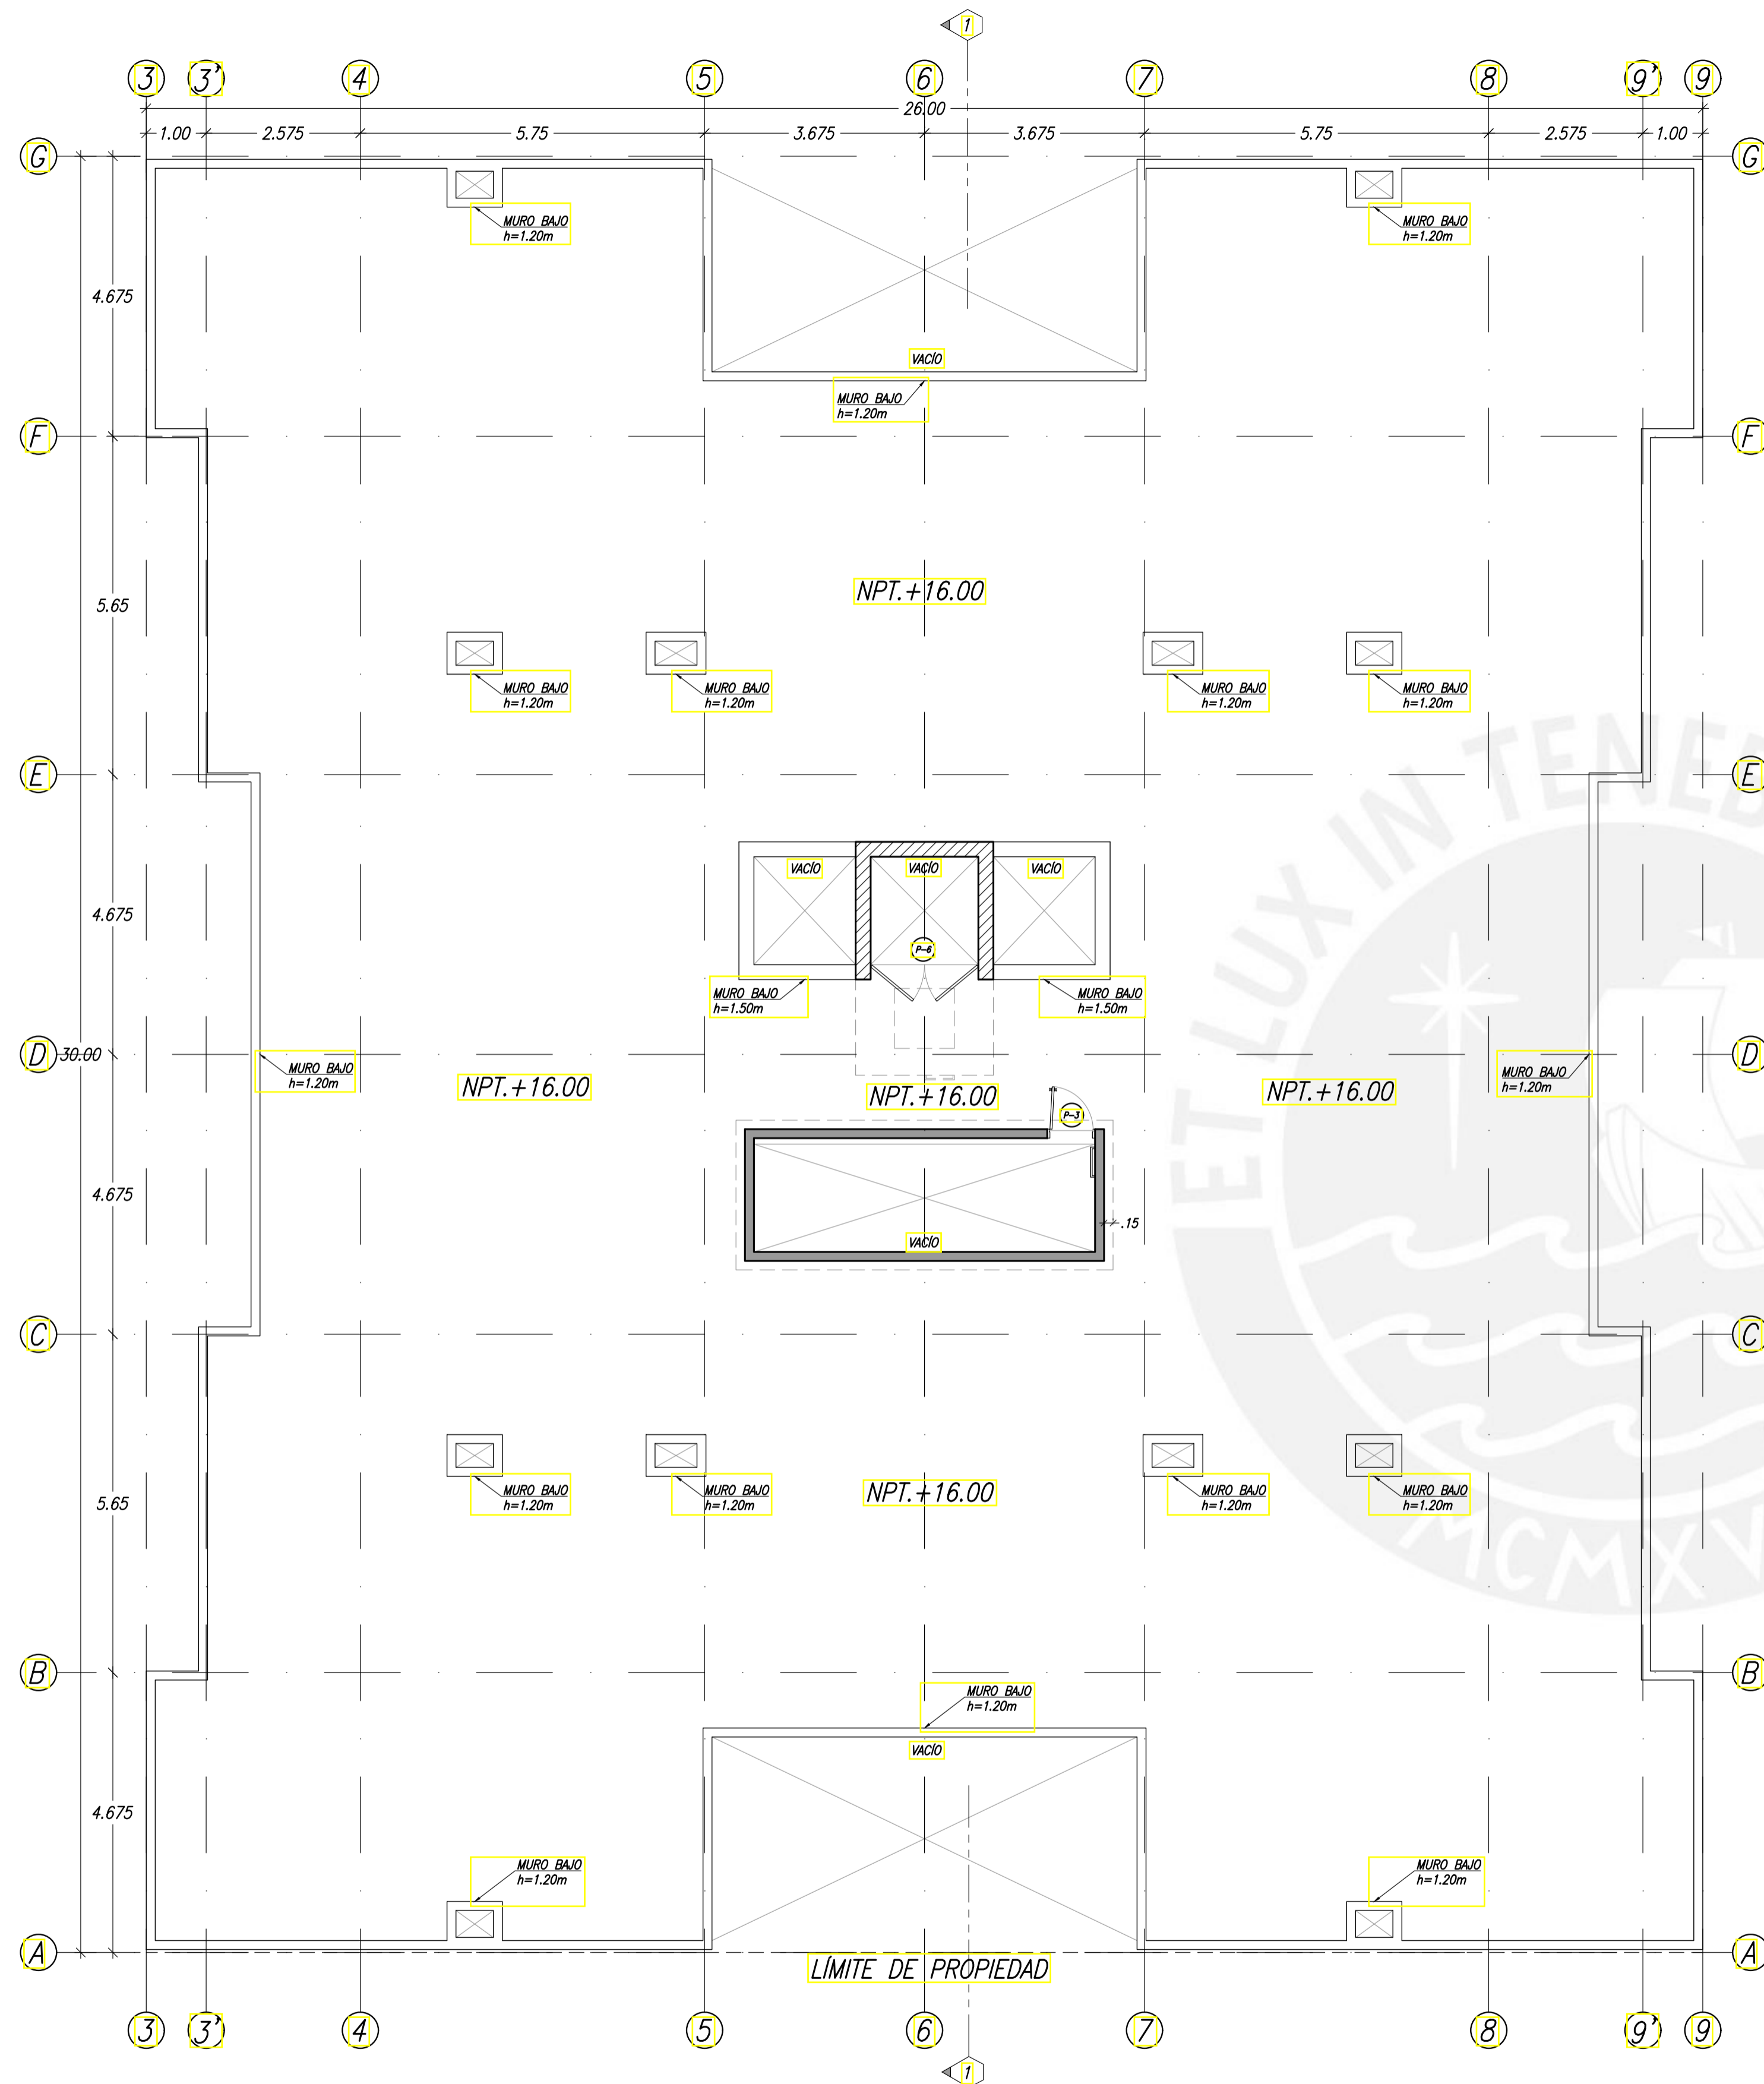 1
3 3' 4 5 6 7 8 9' 9
26.00
1.00 2.575 5.75 3.675 3.675 5.75 2.575 1.00
G G
MURO BAJO
h=1.20m
MURO BAJO
h=1.20m
4.675
VACÍO
MURO BAJO
h=1.20m
F F
NPT.+16.00
5.65
MURO BAJO
h=1.20m
MURO BAJO
h=1.20m
MURO BAJO
h=1.20m
MURO BAJO
h=1.20m
E E
VACÍO VACÍO VACÍO
4.675
P-6
MURO BAJO
h=1.50m
MURO BAJO
h=1.50m
D 30.00 D
MURO BAJO
h=1.20m
MURO BAJO
h=1.20m
NPT.+16.00 NPT.+16.00 NPT.+16.00
P-3
4.675
.15
VACÍO
C C
MURO BAJO
h=1.20m
MURO BAJO
h=1.20m
MURO BAJO
h=1.20m
MURO BAJO
h=1.20m
NPT.+16.00
5.65
B B
MURO BAJO
h=1.20m
VACÍO
4.675
MURO BAJO
h=1.20m
MURO BAJO
h=1.20m
A A
LÍMITE DE PROPIEDAD
3 3' 4 5 6 7 8 9' 9
1
ET LUX IN